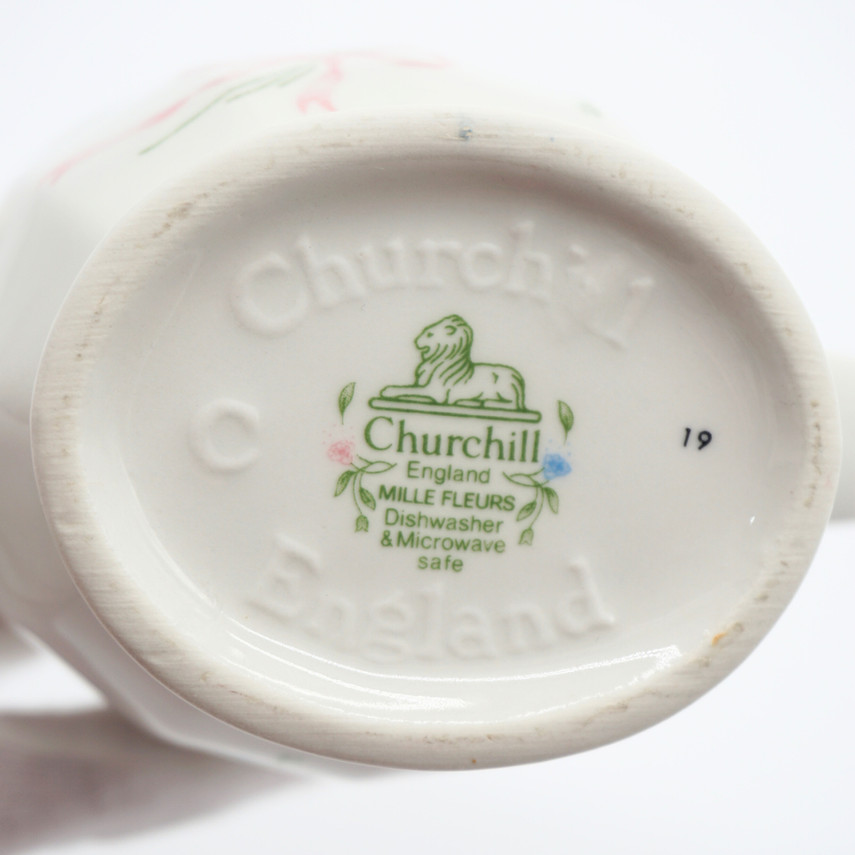 Churchill
Churchill
England
MILLE FLEURS
Dishwasher
&Microwave
safe
19
England